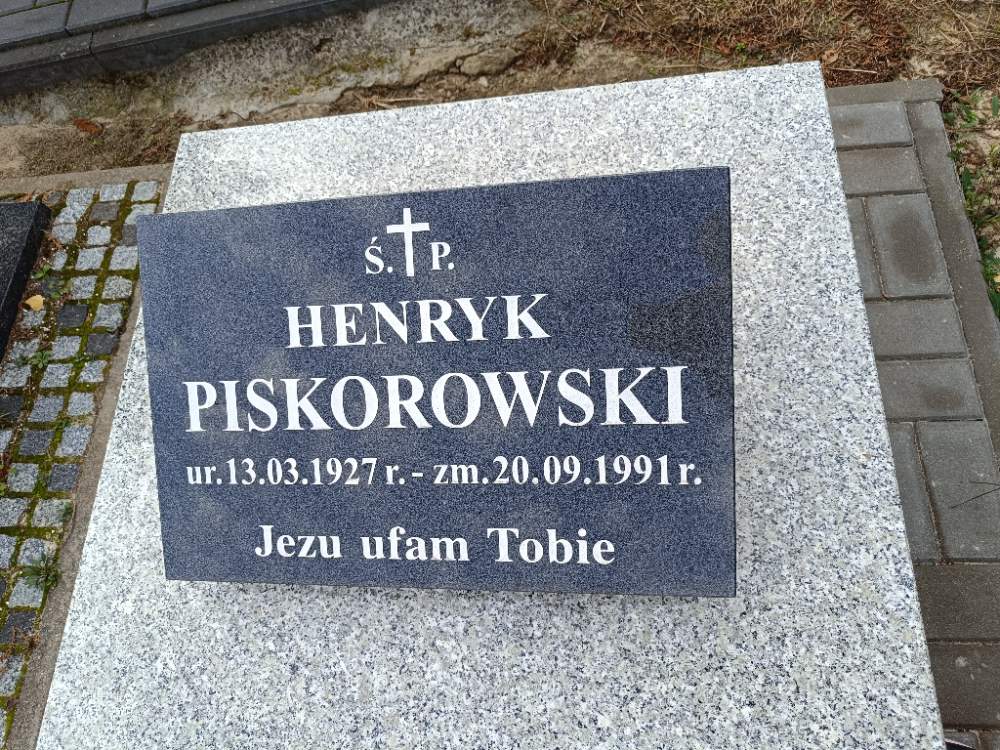 Ś. P.
HENRYK
PISKOROWSKI
ur. 13.03.1927 r. - zm. 20.09.1991 r.
Jezu ufam Tobie